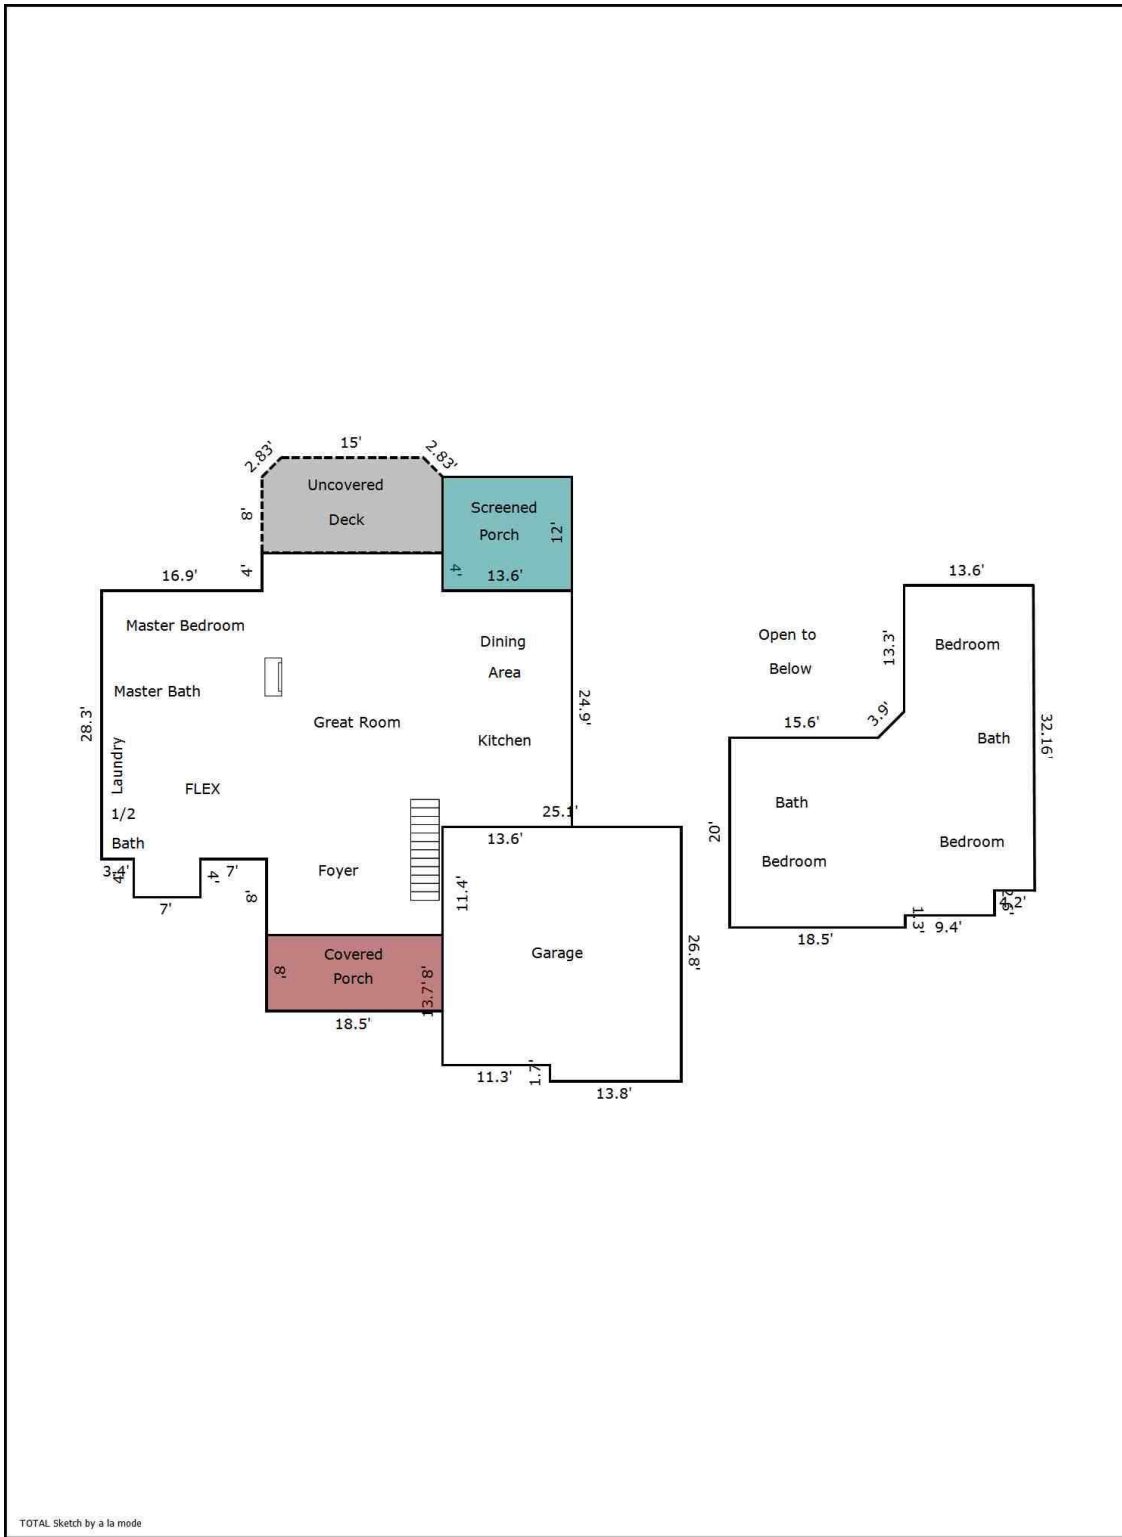 15'
2.83'
2.83'
Uncovered
Deck
8'
Screened
Porch
12'
4'
4'
13.6'
16.9'
Master Bedroom
Dining
Area
Master Bath
28.3'
24.9'
Great Room
Kitchen
Laundry
FLEX
1/2
Bath
25.1'
13.6'
3.4'
4'
4'
7'
7'
8'
Foyer
11.4'
Covered
Porch
8'
8'
13.7'
18.5'
Garage
26.8'
11.3'
1.7'
13.8'
13.6'
Open to
Below
13.3'
Bedroom
15.6'
3.9'
Bath
32.16'
20'
Bath
Bedroom
Bedroom
18.5'
1.3'
9.4'
2.6'
4.2'
TOTAL Sketch by a la mode